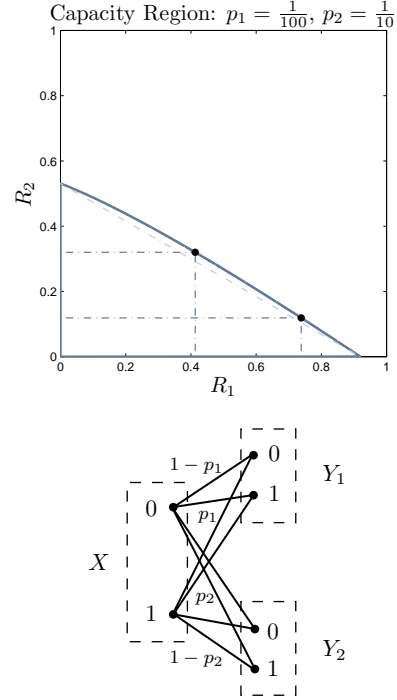 Capacity Region: p₁ = 1/100, p₂ = 1/10
1
0.8
0.6
0.4
0.2
0
R₂
0 0.2 0.4 0.6 0.8 1
R₁
1 − p₁
0
Y₁
1
0
p₁
X
p₂
1
0
Y₂
1 − p₂
1